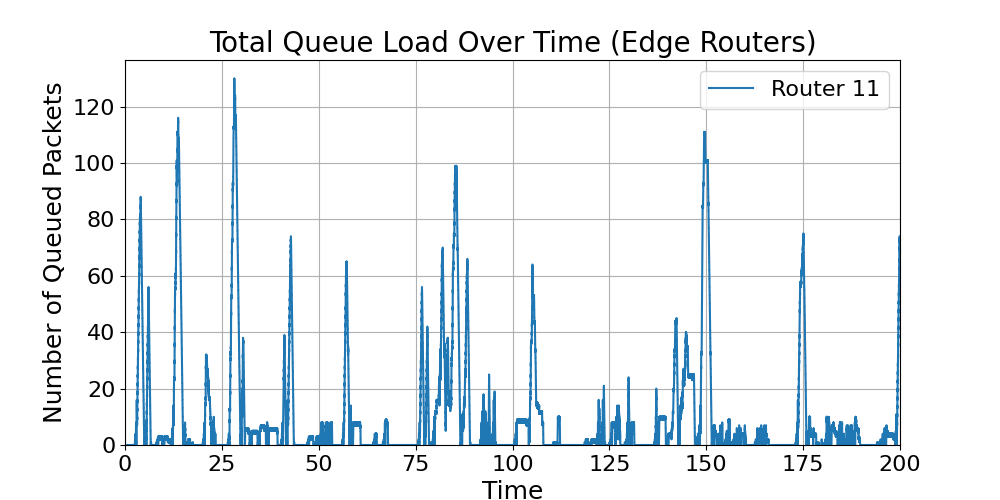 Total Queue Load Over Time (Edge Routers)
Number of Queued Packets
120
100
80
60
40
20
0
Router 11
0 25 50 75 100 125 150 175 200
Time